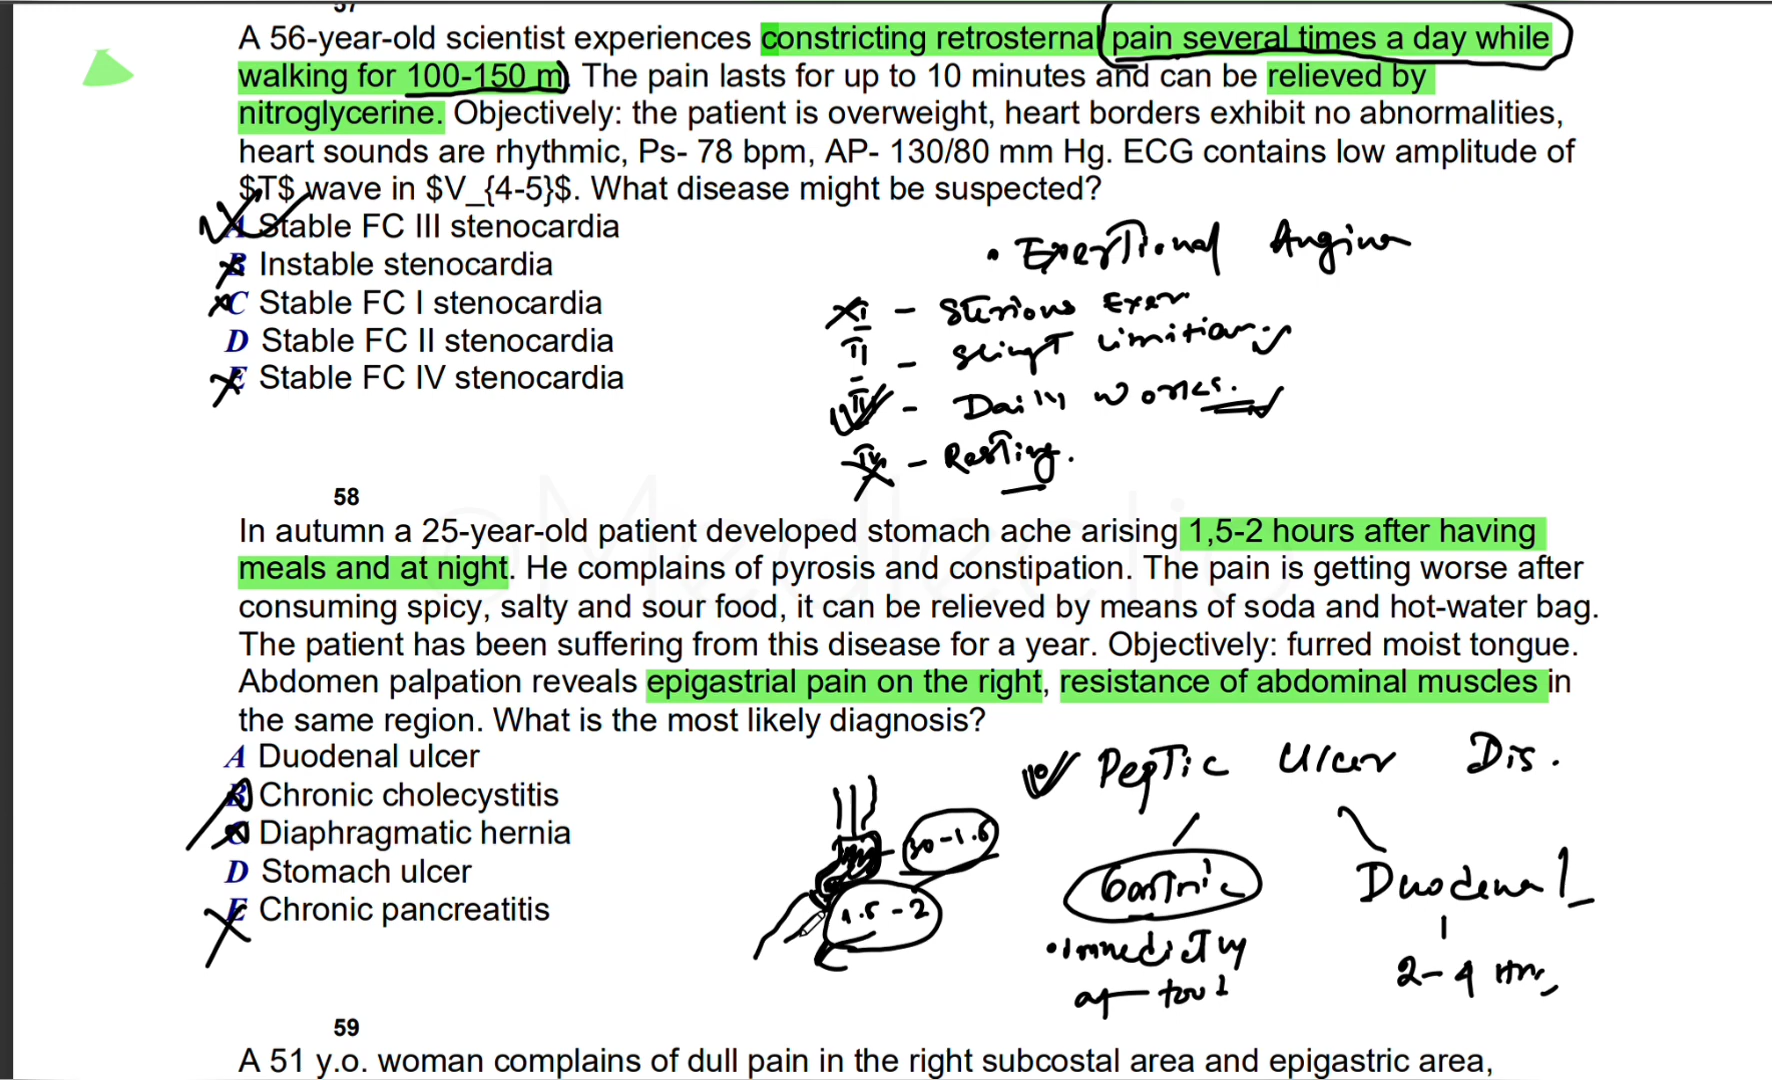 57
A 56-year-old scientist experiences constricting retrosternal pain several times a day while
walking for 100-150 m. The pain lasts for up to 10 minutes and can be relieved by
nitroglycerine. Objectively: the patient is overweight, heart borders exhibit no abnormalities,
heart sounds are rhythmic, Ps- 78 bpm, AP- 130/80 mm Hg. ECG contains low amplitude of
$T$ wave in $V_{4-5}$. What disease might be suspected?
A Stable FC III stenocardia
B Instable stenocardia
C Stable FC I stenocardia
D Stable FC II stenocardia
E Stable FC IV stenocardia
• Exertional Angina
I -
II -
III - Daily works.
IV - Resting.
58
In autumn a 25-year-old patient developed stomach ache arising 1,5-2 hours after having
meals and at night. He complains of pyrosis and constipation. The pain is getting worse after
consuming spicy, salty and sour food, it can be relieved by means of soda and hot-water bag.
The patient has been suffering from this disease for a year. Objectively: furred moist tongue.
Abdomen palpation reveals epigastrial pain on the right, resistance of abdominal muscles in
the same region. What is the most likely diagnosis?
A Duodenal ulcer
B Chronic cholecystitis
C Diaphragmatic hernia
D Stomach ulcer
E Chronic pancreatitis
Peptic Ulcer Dis.
30-1.5
1.5-2
Gastric
Duodenal
2-4 Hrs,
59
A 51 y.o. woman complains of dull pain in the right subcostal area and epigastric area,